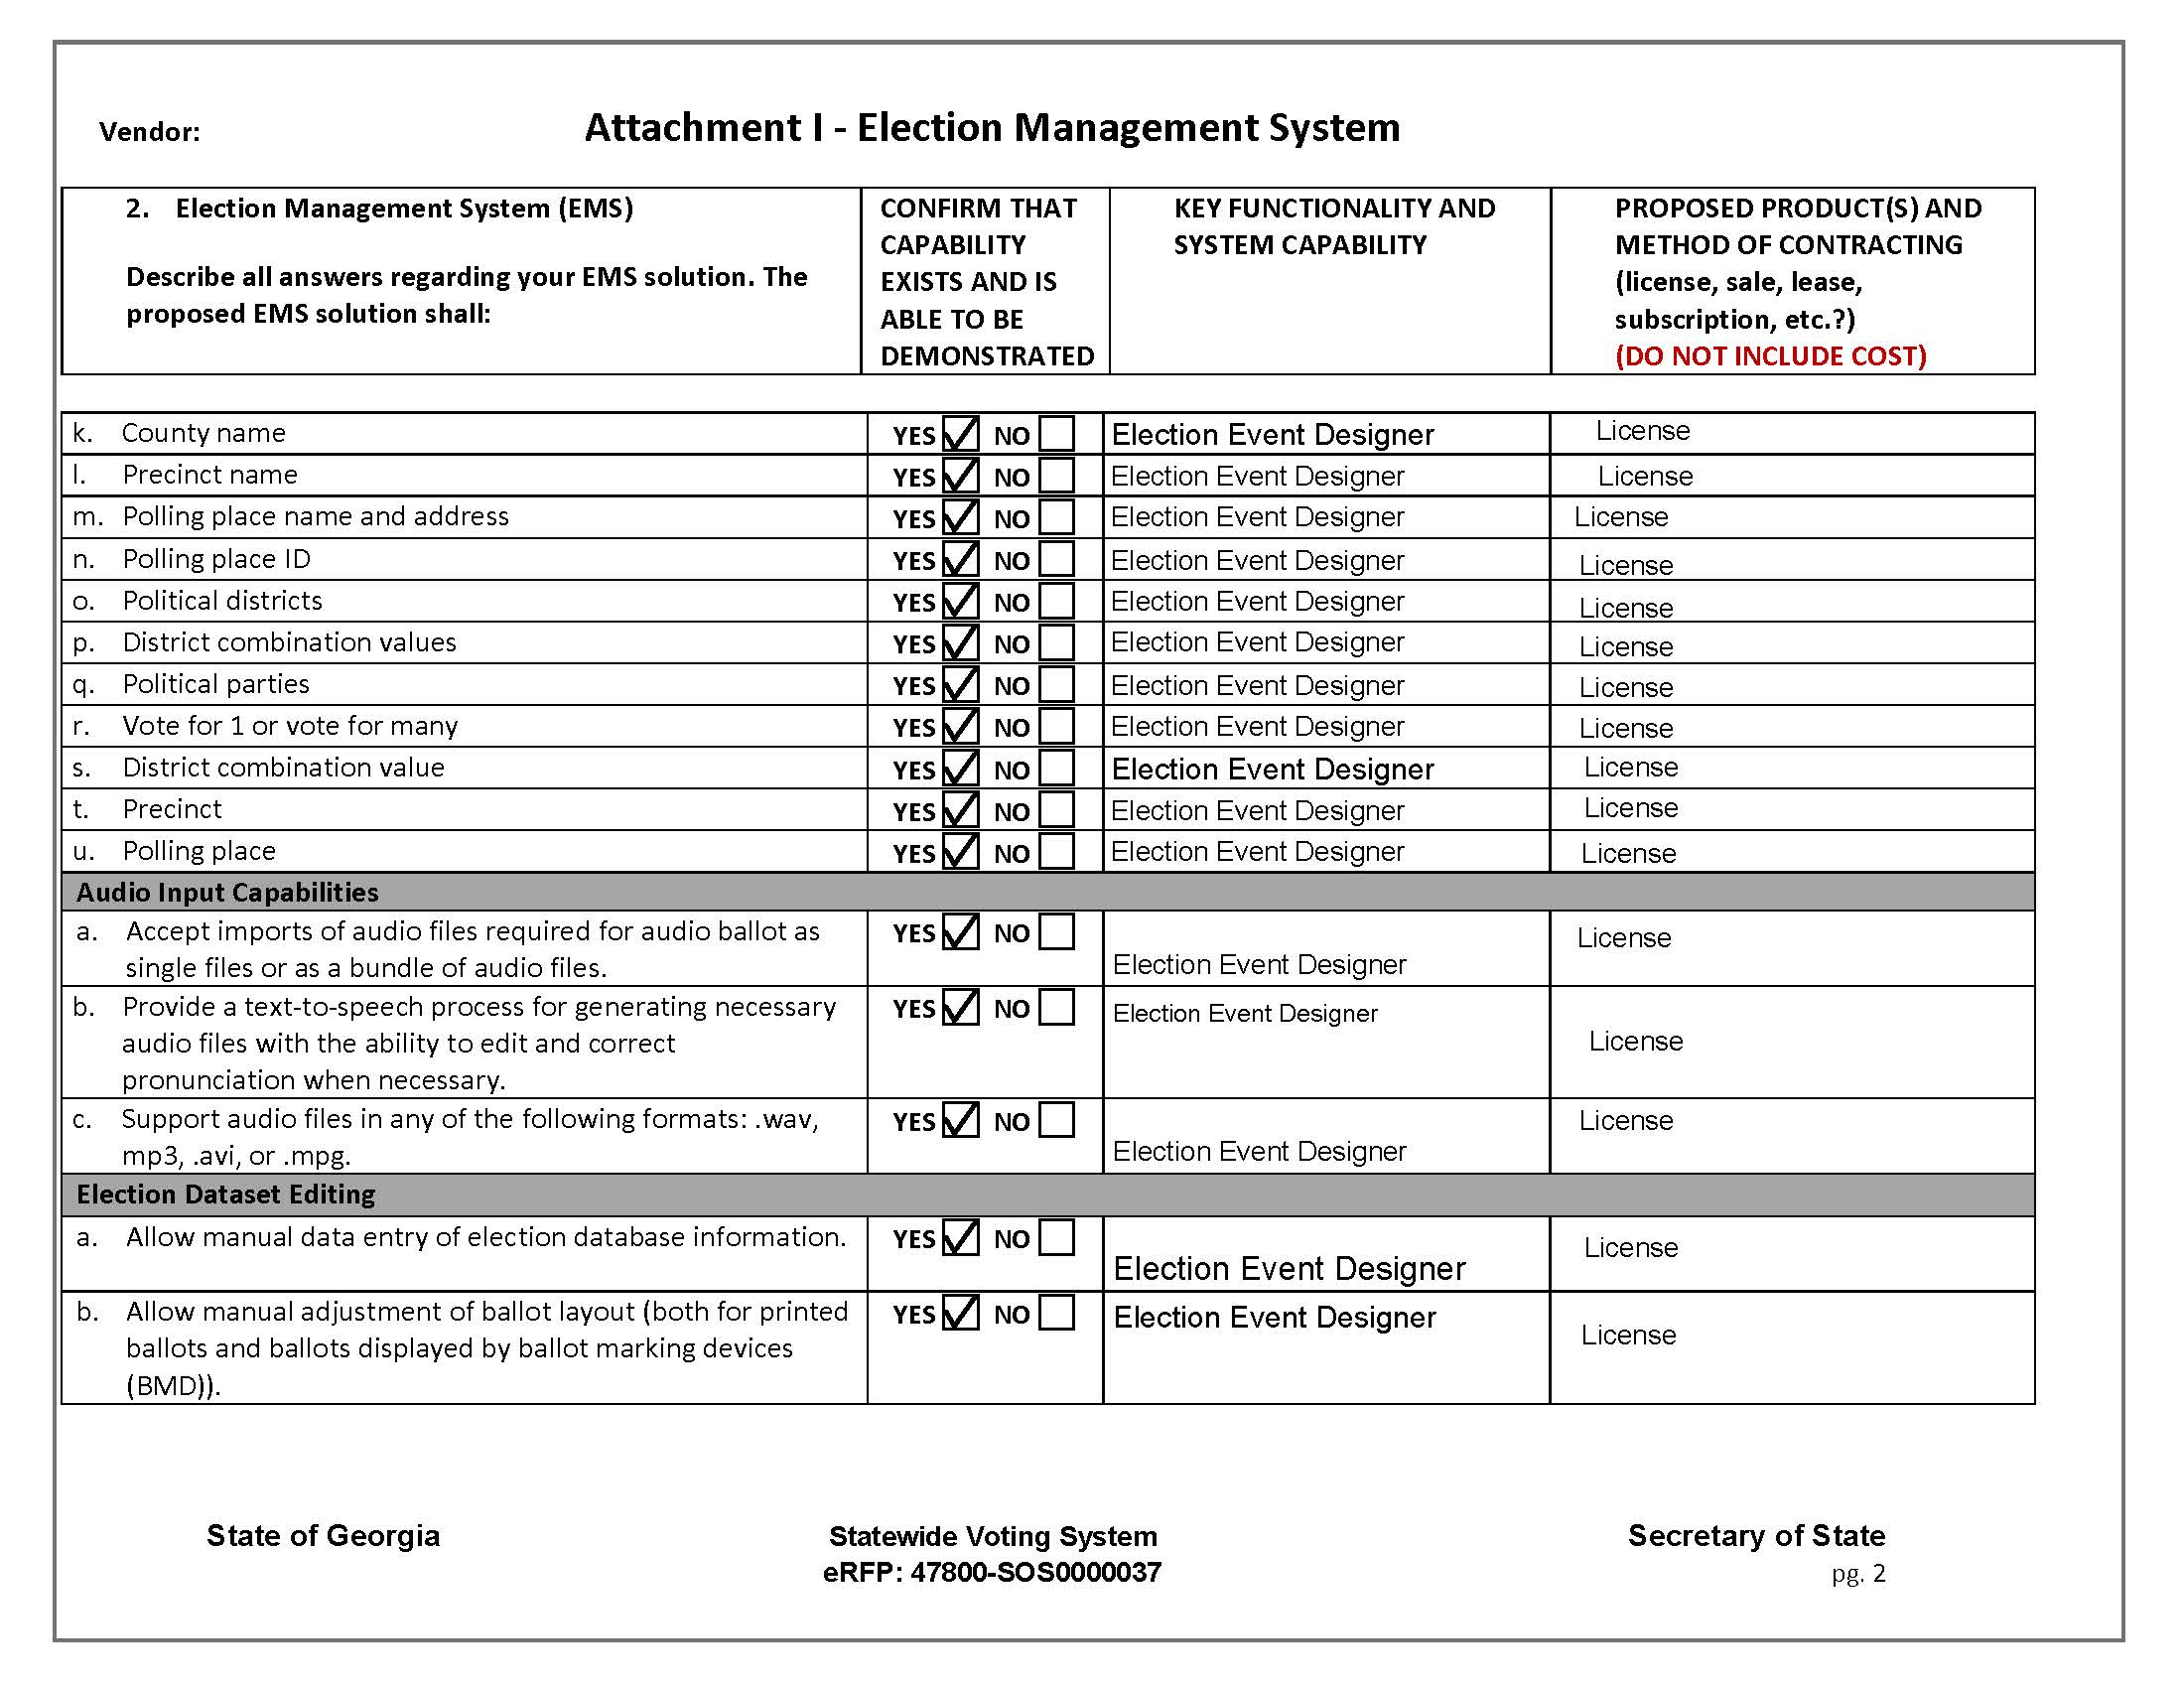 Vendor:
Attachment I - Election Management System
2. Election Management System (EMS)
Describe all answers regarding your EMS solution. The
proposed EMS solution shall:
CONFIRM THAT
CAPABILITY
EXISTS AND IS
ABLE TO BE
DEMONSTRATED
KEY FUNCTIONALITY AND
SYSTEM CAPABILITY
PROPOSED PRODUCT(S) AND
METHOD OF CONTRACTING
(license, sale, lease,
subscription, etc.?)
(DO NOT INCLUDE COST)
k. County name YES NO Election Event Designer License
l. Precinct name YES NO Election Event Designer License
m. Polling place name and address YES NO Election Event Designer License
n. Polling place ID YES NO Election Event Designer License
o. Political districts YES NO Election Event Designer License
p. District combination values YES NO Election Event Designer License
q. Political parties YES NO Election Event Designer License
r. Vote for 1 or vote for many YES NO Election Event Designer License
s. District combination value YES NO Election Event Designer License
t. Precinct YES NO Election Event Designer License
u. Polling place YES NO Election Event Designer License
Audio Input Capabilities
a. Accept imports of audio files required for audio ballot as
single files or as a bundle of audio files.
YES NO
Election Event Designer
License
b. Provide a text-to-speech process for generating necessary
audio files with the ability to edit and correct
pronunciation when necessary.
YES NO
Election Event Designer
License
c. Support audio files in any of the following formats: .wav,
mp3, .avi, or .mpg.
YES NO
Election Event Designer
License
Election Dataset Editing
a. Allow manual data entry of election database information.
YES NO
Election Event Designer
License
b. Allow manual adjustment of ballot layout (both for printed
ballots and ballots displayed by ballot marking devices
(BMD)).
YES NO
Election Event Designer
License
State of Georgia
Statewide Voting System
eRFP: 47800-SOS0000037
Secretary of State
pg. 2